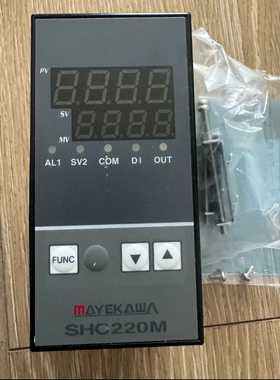 PV
SV
MV
AL1 SV2 COM DI OUT
FUNC
MAYEKAWA
SHC220M